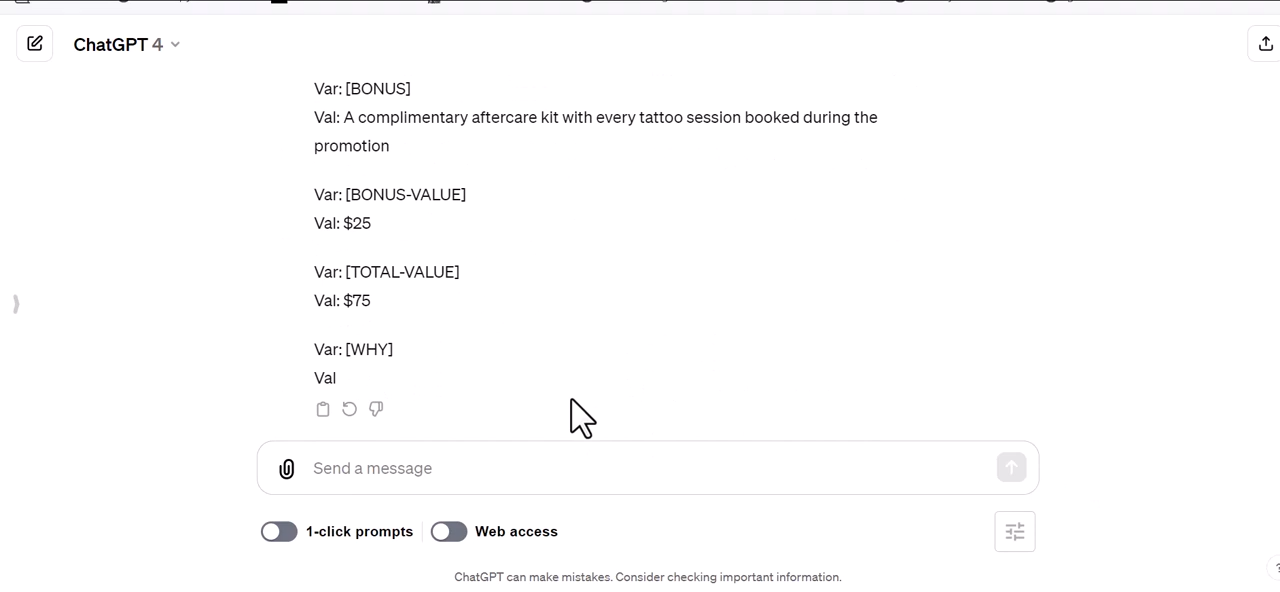 ChatGPT 4
Var: [BONUS]
Val: A complimentary aftercare kit with every tattoo session booked during the
promotion
Var: [BONUS-VALUE]
Val: $25
Var: [TOTAL-VALUE]
Val: $75
Var: [WHY]
Val
Send a message
1-click prompts
Web access
ChatGPT can make mistakes. Consider checking important information.
?